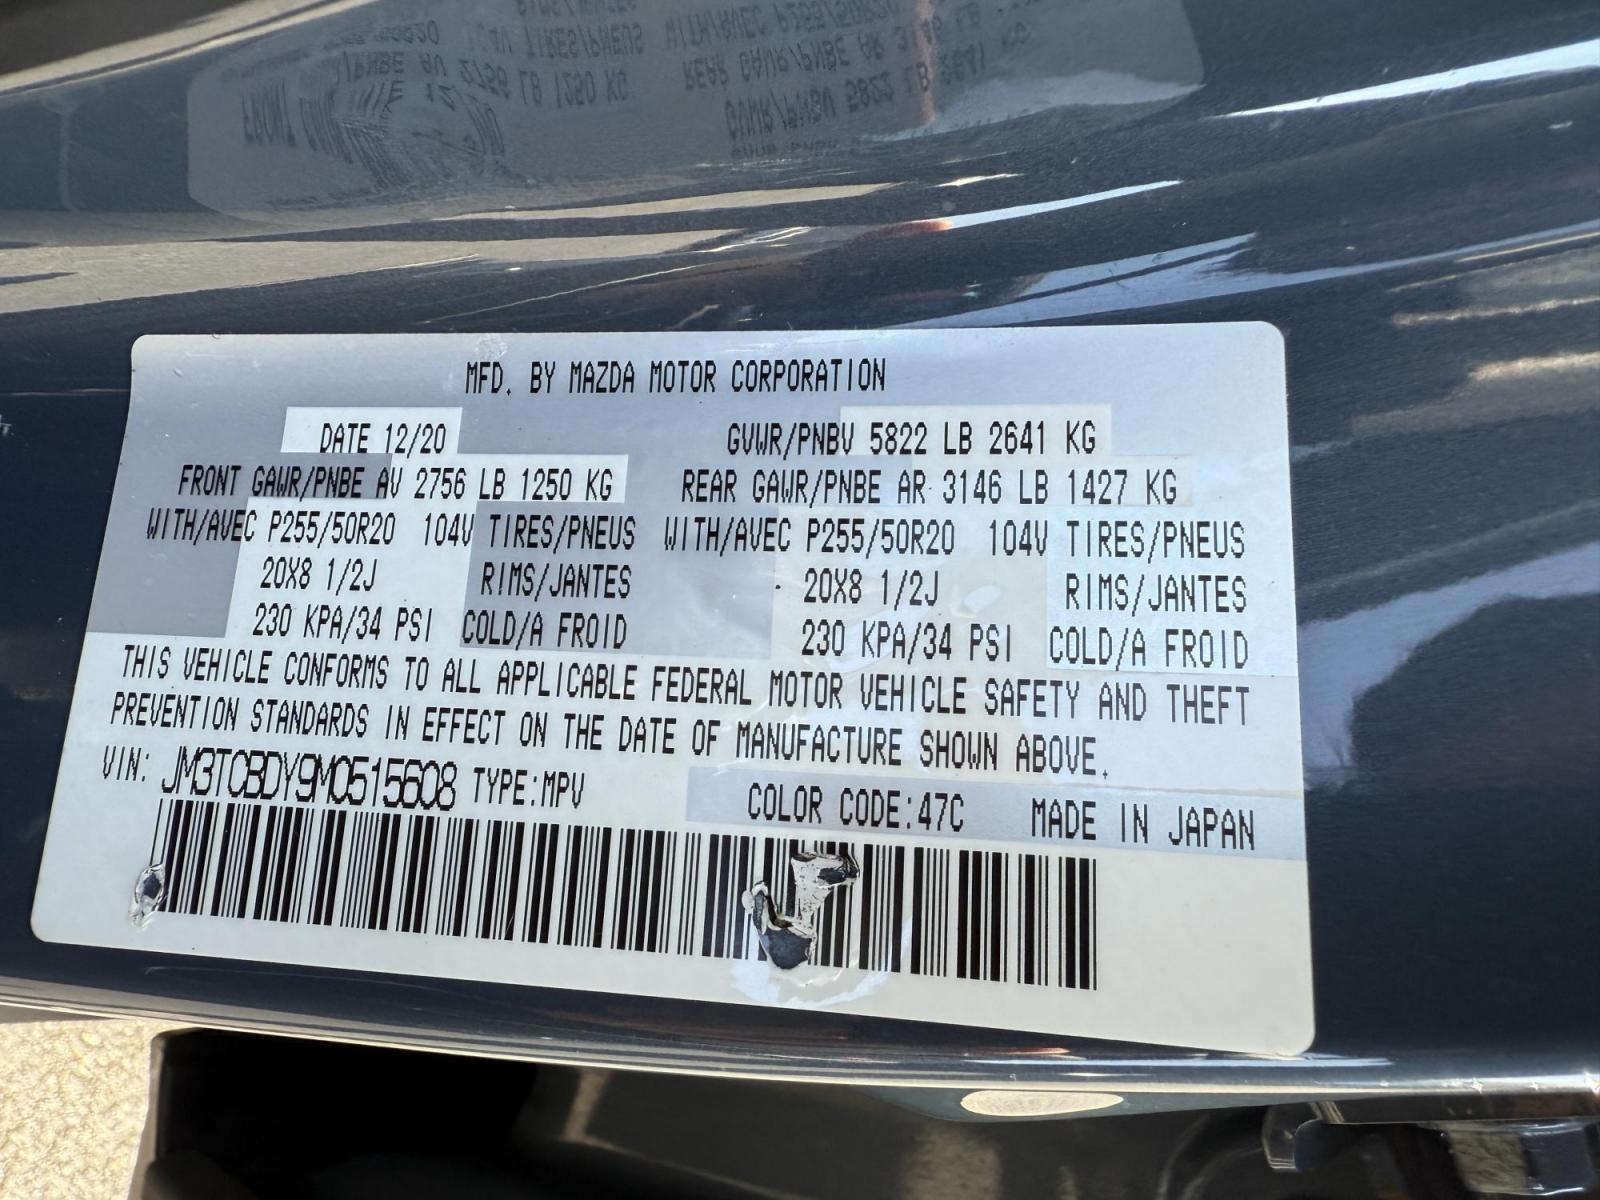 MFD. BY MAZDA MOTOR CORPORATION
DATE 12/20 GVWR/PNBV 5822 LB 2641 KG
FRONT GAWR/PNBE AV 2756 LB 1250 KG REAR GAWR/PNBE AR 3146 LB 1427 KG
WITH/AVEC P255/50R20 104V TIRES/PNEUS WITH/AVEC P255/50R20 104V TIRES/PNEUS
20X8 1/2J RIMS/JANTES 20X8 1/2J RIMS/JANTES
230 KPA/34 PSI COLD/A FROID 230 KPA/34 PSI COLD/A FROID
THIS VEHICLE CONFORMS TO ALL APPLICABLE FEDERAL MOTOR VEHICLE SAFETY AND THEFT
PREVENTION STANDARDS IN EFFECT ON THE DATE OF MANUFACTURE SHOWN ABOVE.
VIN: JM3TCBDY9M0515608 TYPE:MPV COLOR CODE:47C MADE IN JAPAN